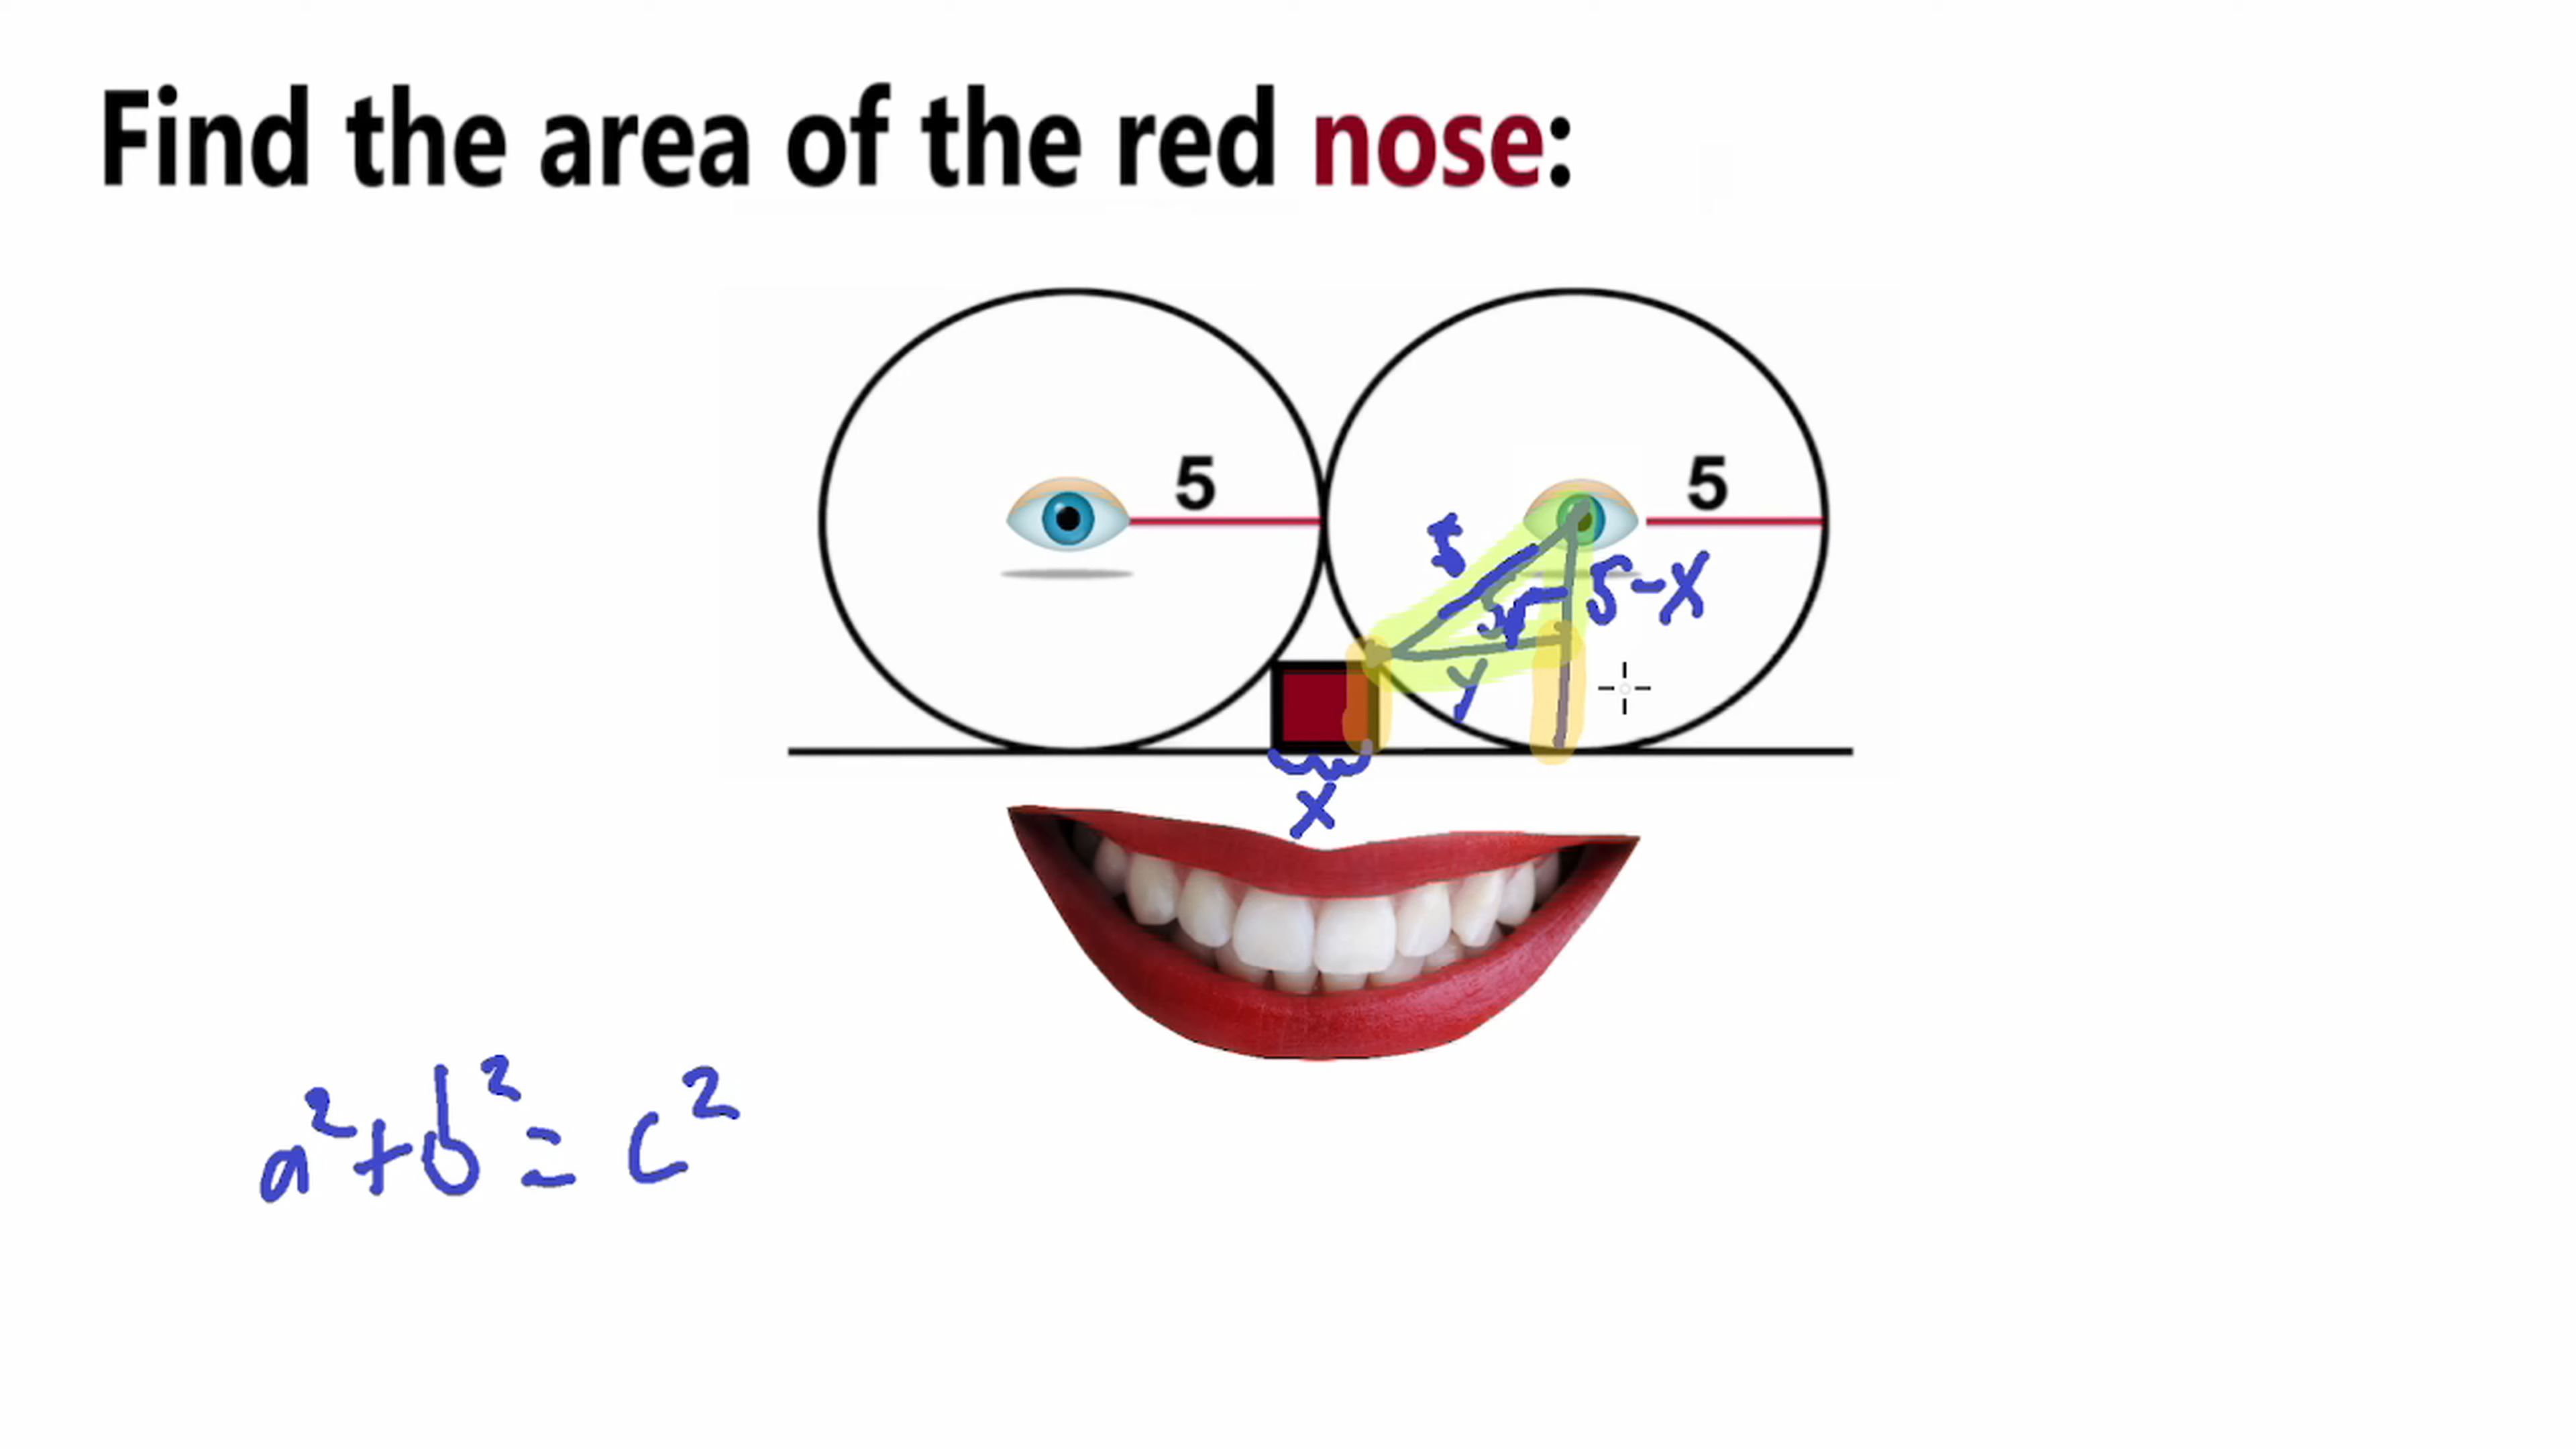 Find the area of the red nose:
5
5
5
5-x
y
x
a²+b²=c²